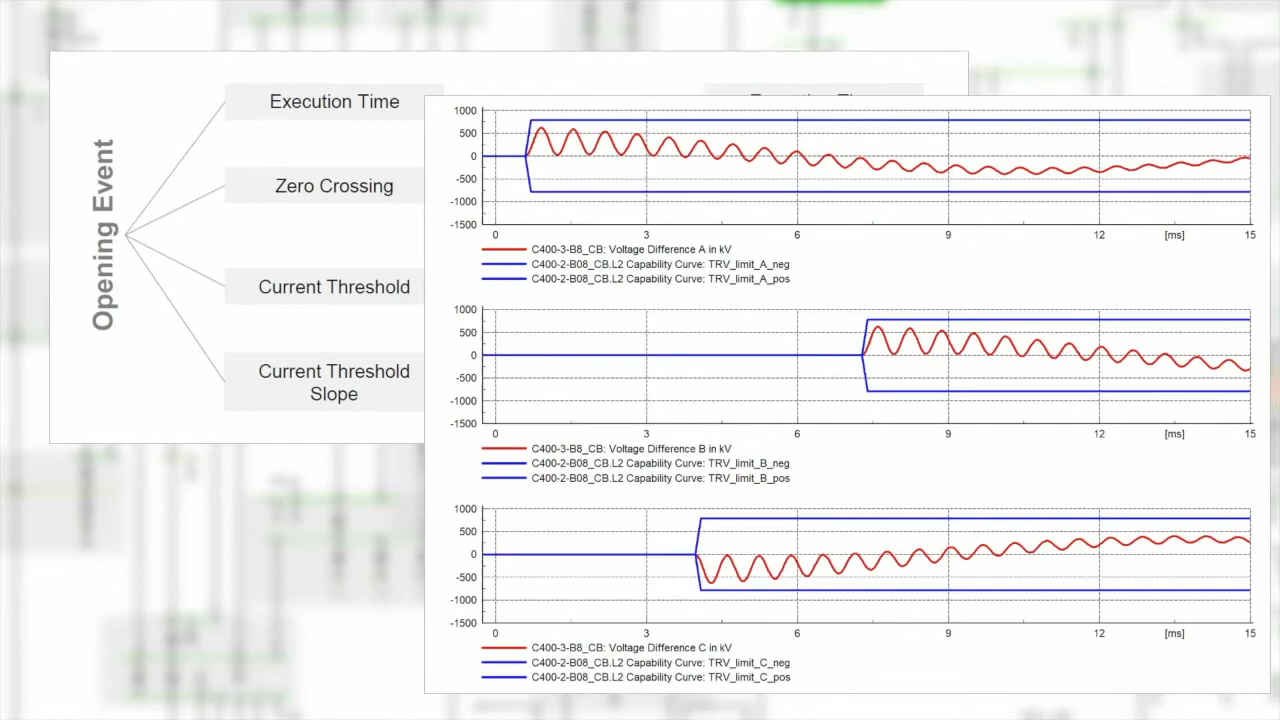 Opening Event
Execution Time
Zero Crossing
Current Threshold
Current Threshold
Slope
1000
500
0
-500
-1000
-1500
0 3 6 9 12 [ms] 15
C400-3-B8_CB: Voltage Difference A in kV
C400-2-B08_CB.L2 Capability Curve: TRV_limit_A_neg
C400-2-B08_CB.L2 Capability Curve: TRV_limit_A_pos
1000
500
0
-500
-1000
-1500
0 3 6 9 12 [ms] 15
C400-3-B8_CB: Voltage Difference B in kV
C400-2-B08_CB.L2 Capability Curve: TRV_limit_B_neg
C400-2-B08_CB.L2 Capability Curve: TRV_limit_B_pos
1000
500
0
-500
-1000
-1500
0 3 6 9 12 [ms] 15
C400-3-B8_CB: Voltage Difference C in kV
C400-2-B08_CB.L2 Capability Curve: TRV_limit_C_neg
C400-2-B08_CB.L2 Capability Curve: TRV_limit_C_pos